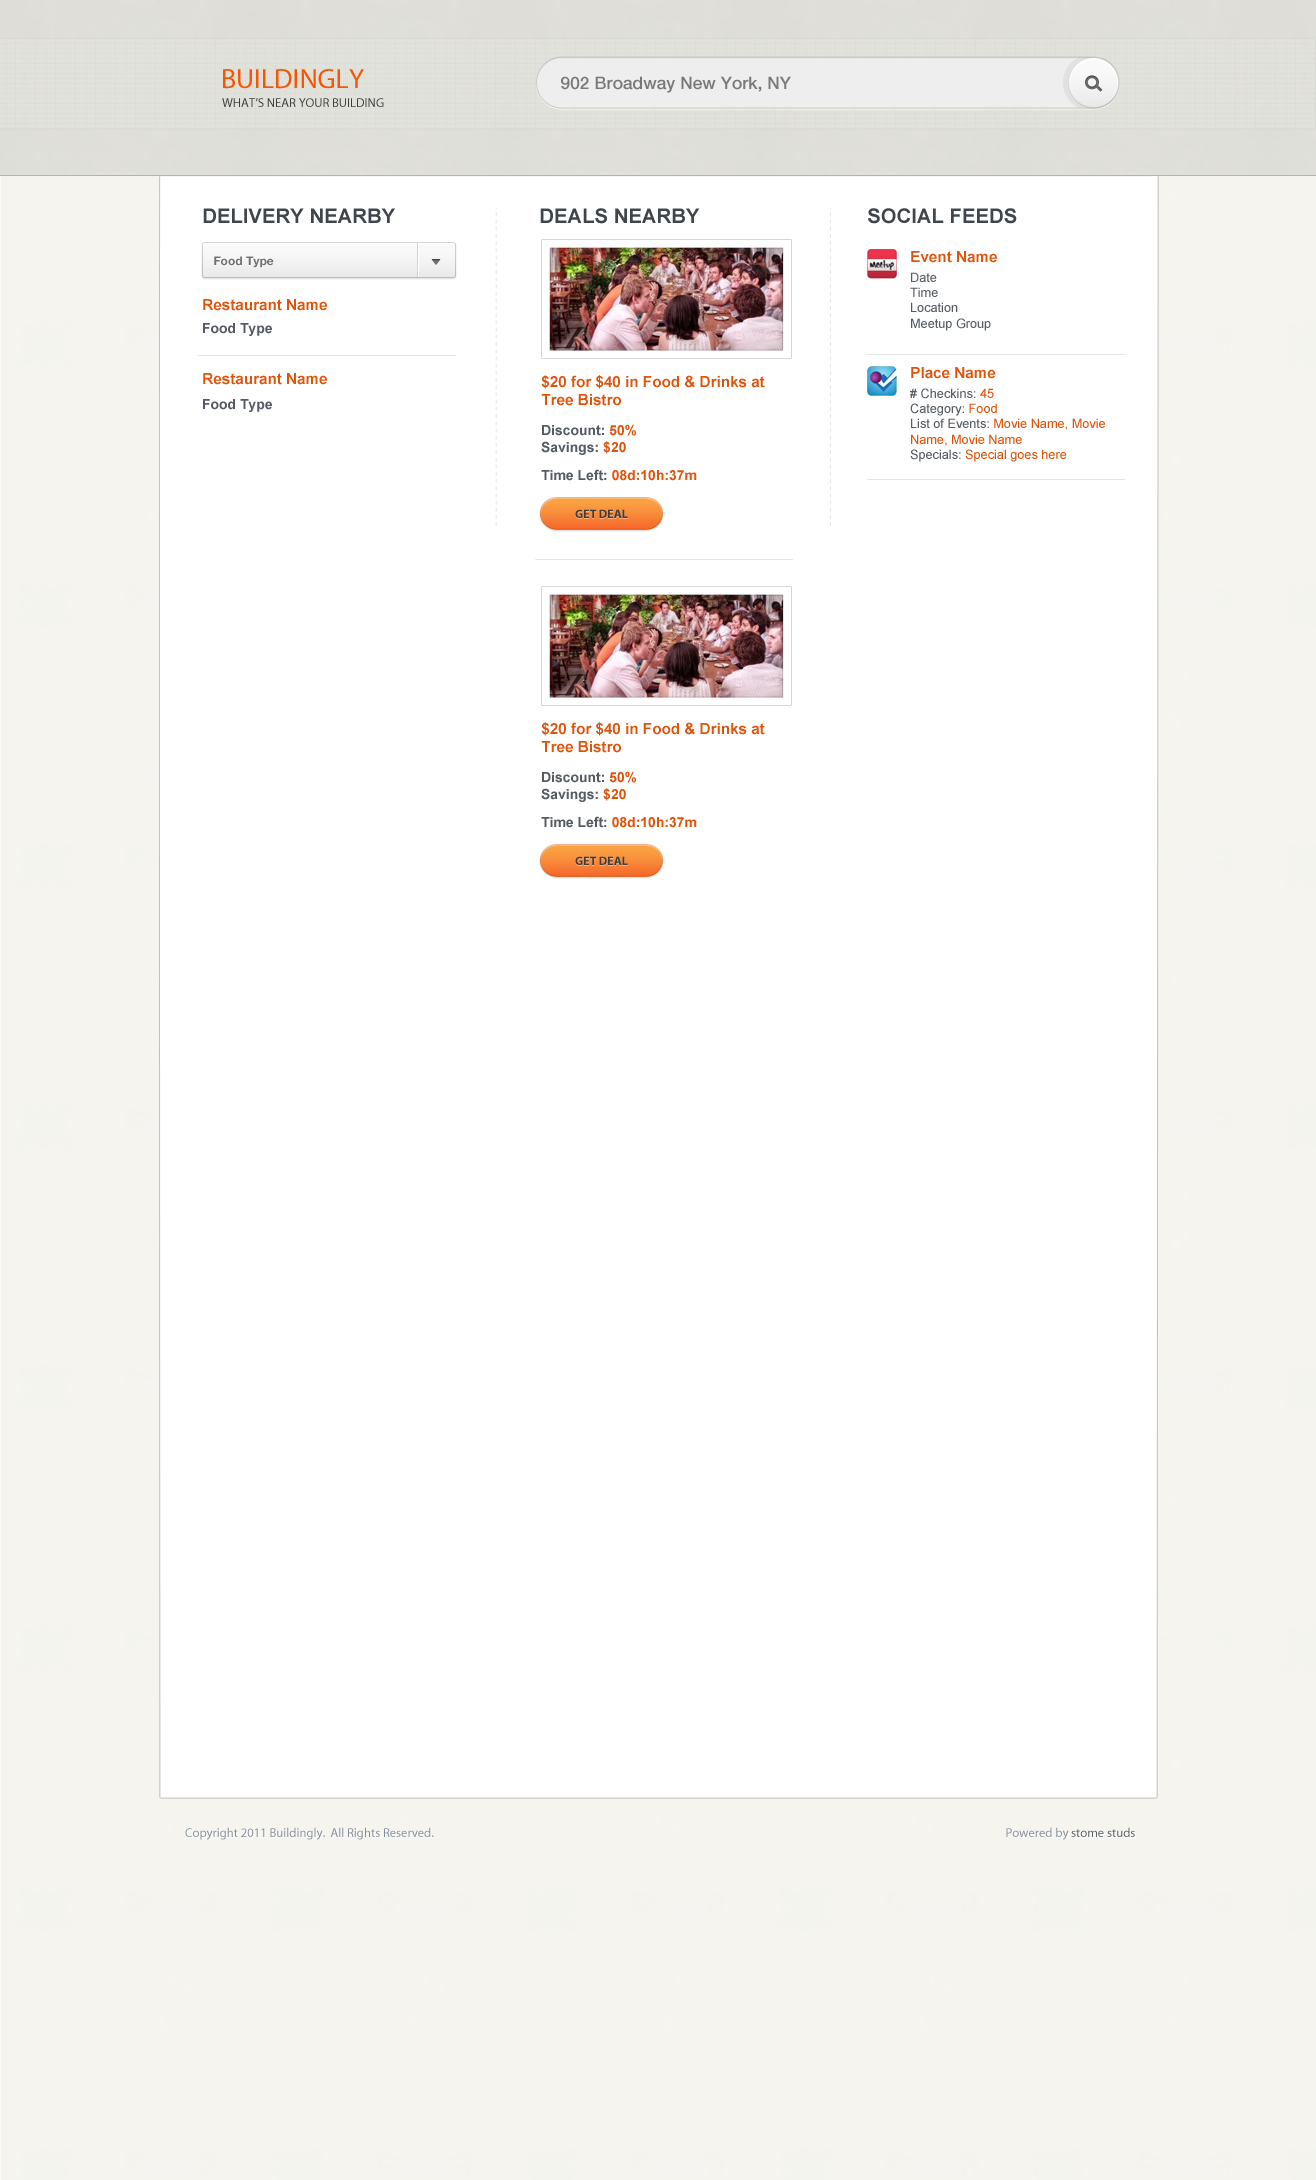 BUILDINGLY
WHAT'S NEAR YOUR BUILDING
902 Broadway New York, NY
DELIVERY NEARBY
Food Type
Restaurant Name
Food Type
Restaurant Name
Food Type
DEALS NEARBY
$20 for $40 in Food & Drinks at
Tree Bistro
Discount: 50%
Savings: $20
Time Left: 08d:10h:37m
GET DEAL
$20 for $40 in Food & Drinks at
Tree Bistro
Discount: 50%
Savings: $20
Time Left: 08d:10h:37m
GET DEAL
SOCIAL FEEDS
Meetup
Event Name
Date
Time
Location
Meetup Group
Place Name
# Checkins: 45
Category: Food
List of Events: Movie Name, Movie
Name, Movie Name
Specials: Special goes here
Copyright 2011 Buildingly. All Rights Reserved.
Powered by stome studs